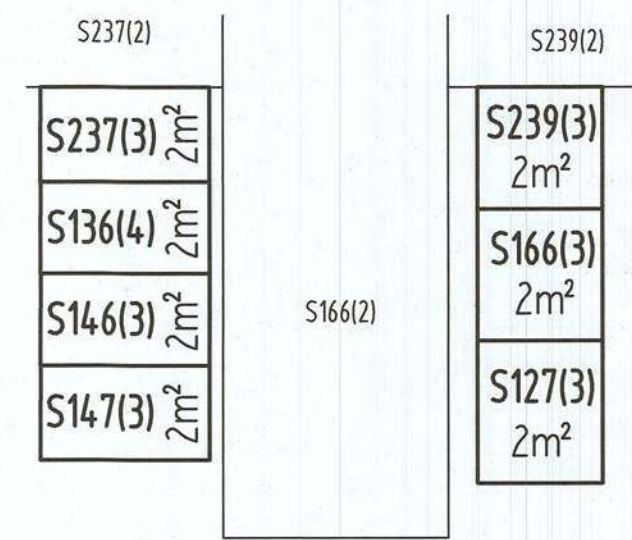 S237(2)
S239(2)
S237(3) 2m²
S136(4) 2m²
S146(3) 2m²
S147(3) 2m²
S166(2)
S239(3)
2m²
S166(3)
2m²
S127(3)
2m²